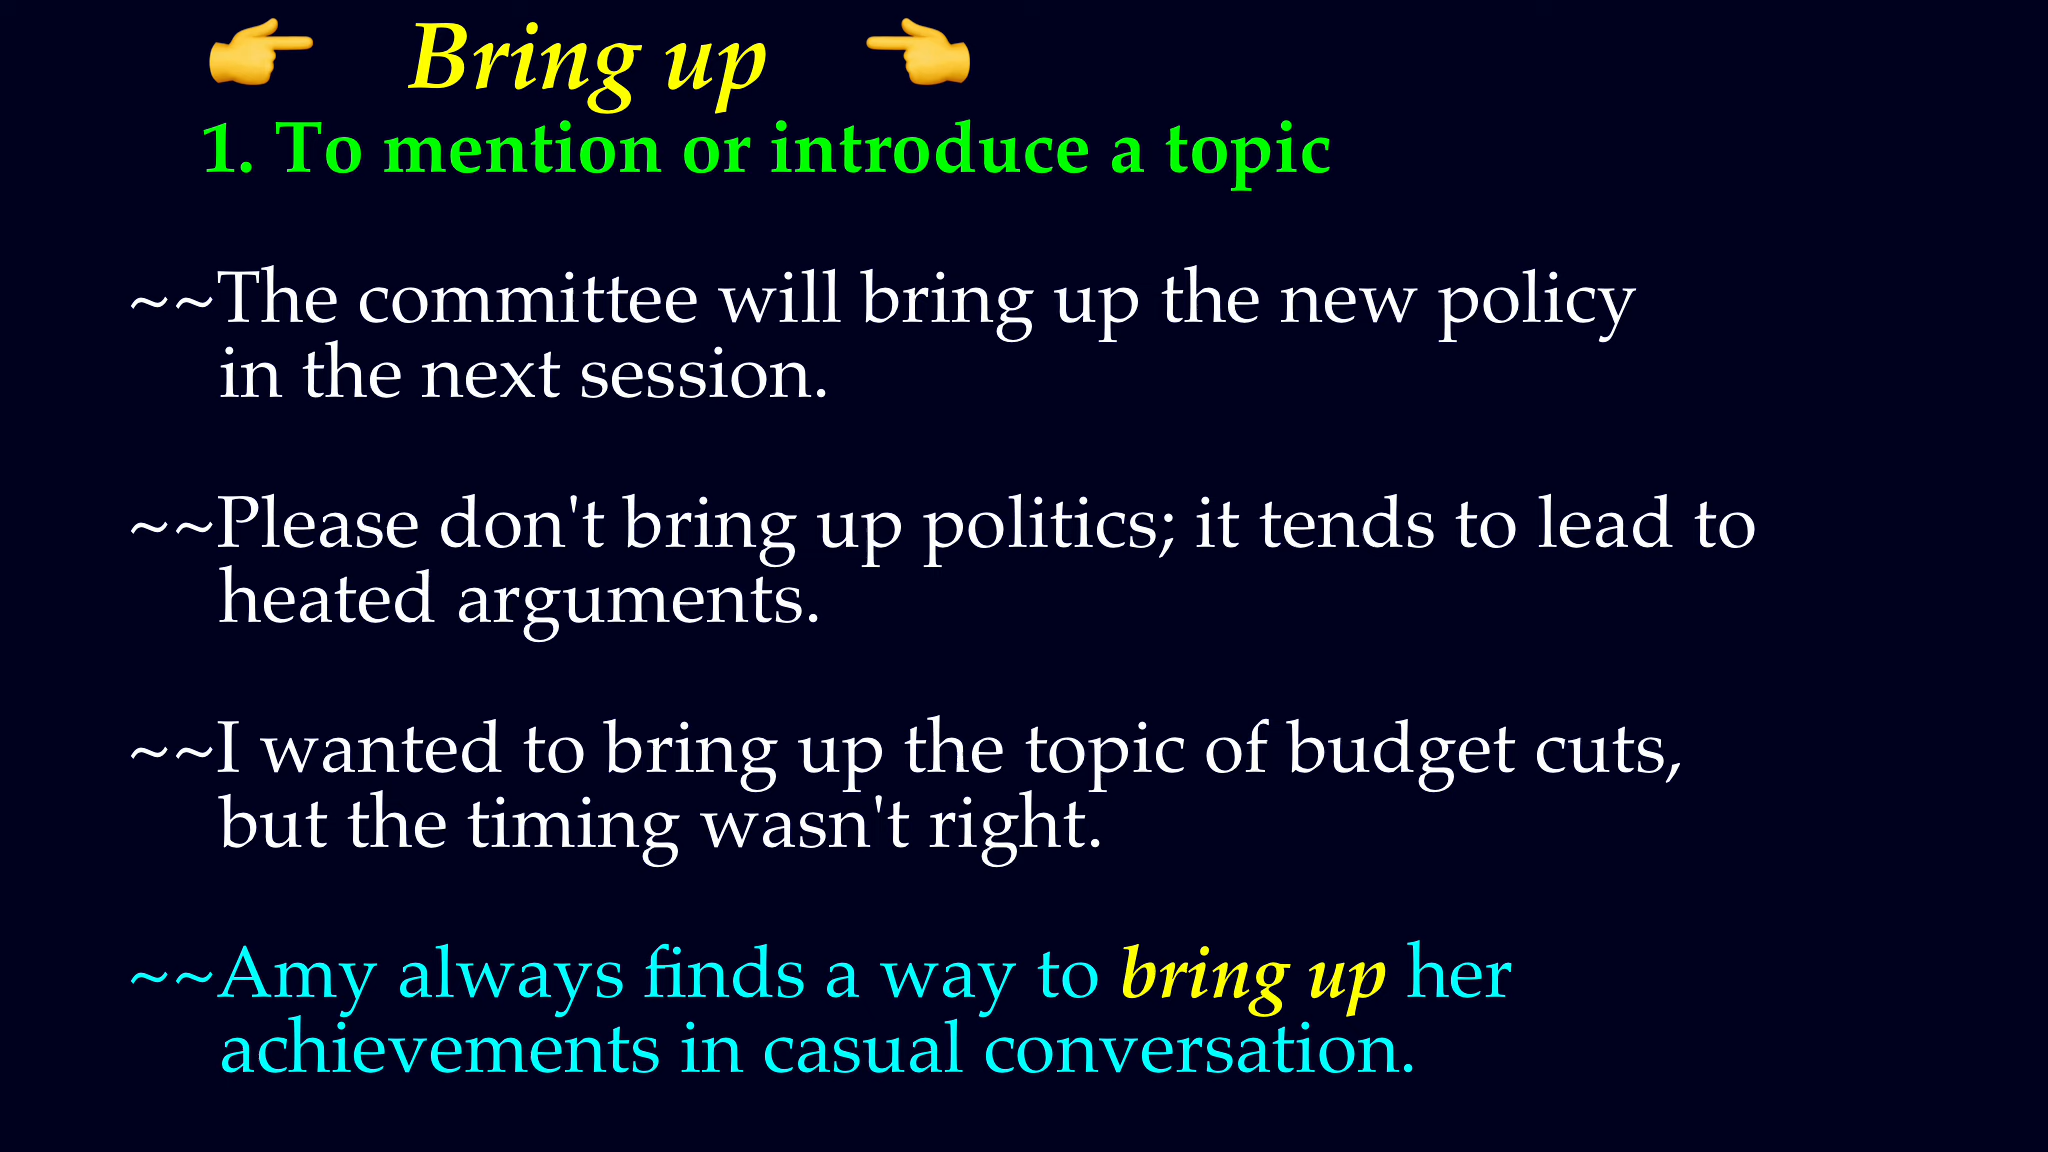 👉 Bring up 👈
1. To mention or introduce a topic
~~The committee will bring up the new policy
in the next session.
~~Please don't bring up politics; it tends to lead to
heated arguments.
~~I wanted to bring up the topic of budget cuts,
but the timing wasn't right.
~~Amy always finds a way to bring up her
achievements in casual conversation.